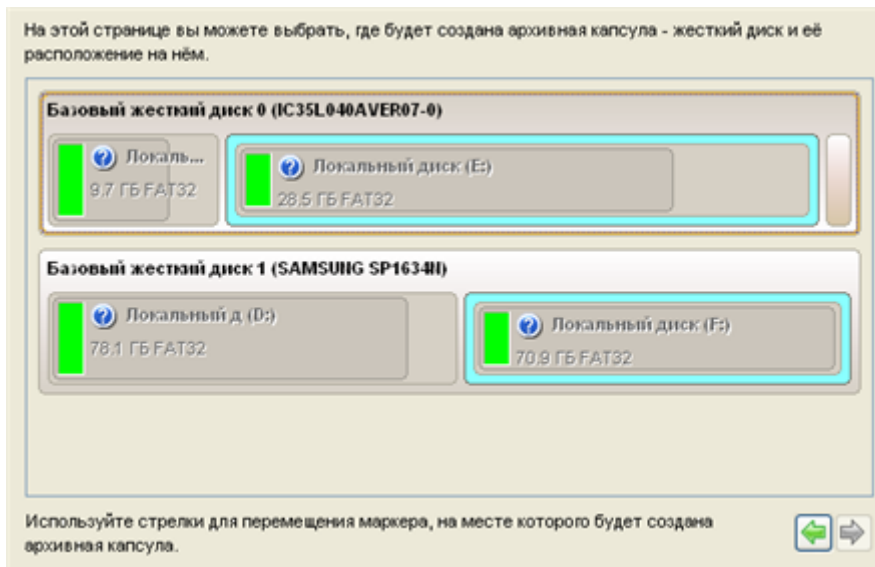 На этой странице вы можете выбрать, где будет создана архивная капсула - жесткий диск и её
расположение на нём.
Базовый жесткий диск 0 (IC35L040AVER07-0)
Локаль...
9.7 ГБ FAT32
Локальный диск (E:)
28.5 ГБ FAT32
Базовый жесткий диск 1 (SAMSUNG SP1634N)
Локальный д (D:)
78.1 ГБ FAT32
Локальный диск (F:)
70.9 ГБ FAT32
Используйте стрелки для перемещения маркера, на месте которого будет создана
архивная капсула.